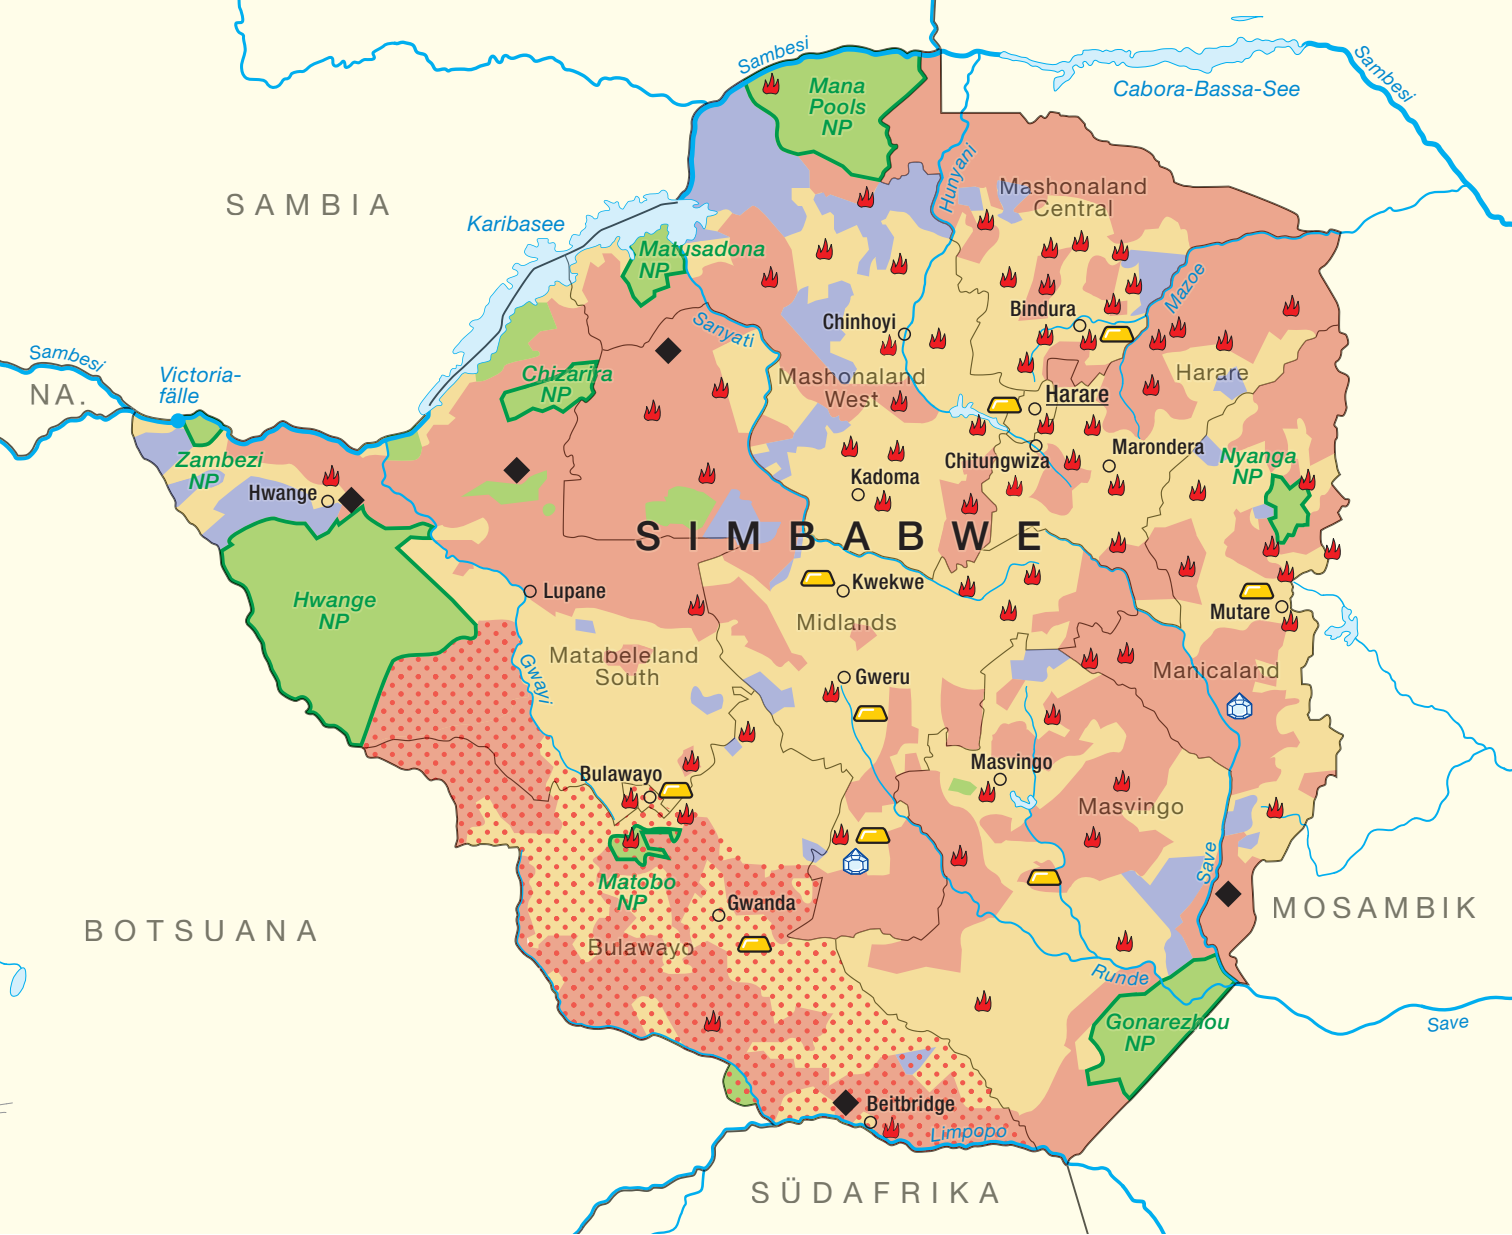 Sambesi
Mana
Pools
NP
Cabora-Bassa-See
Sambesi
Hunyani
Mashonaland
Central
SAMBIA
Karibasee
Matusadona
NP
Mazoe
Bindura
Sanyati
Chinhoyi
Sambesi
NA.
Victoria-
fälle
Chizarira
NP
Mashonaland
West
Harare
Harare
Zambezi
NP
Hwange
Kadoma
Chitungwiza
Marondera
Nyanga
NP
SIMBABWE
Hwange
NP
Lupane
Kwekwe
Midlands
Mutare
Matabeleland
South
Gwayi
Gweru
Manicaland
Bulawayo
Masvingo
Masvingo
Matobo
NP
Save
Gwanda
BOTSUANA
Bulawayo
MOSAMBIK
Runde
Gonarezhou
NP
Save
Beitbridge
Limpopo
SÜDAFRIKA